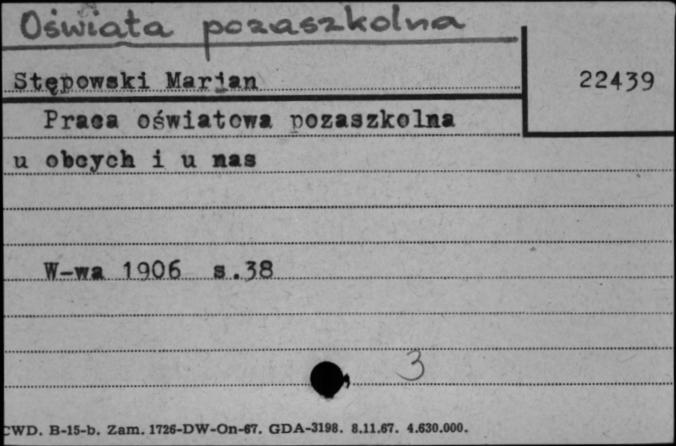 Oświata pozaszkolna
Stępowski Marjan
22439
Praca oświatowa pozaszkolna
u obcych i u nas
W-wa 1906 s.38
3
CWD. B-15-b. Zam. 1726-DW-On-67. GDA-3198. 8.11.67. 4.630.000.